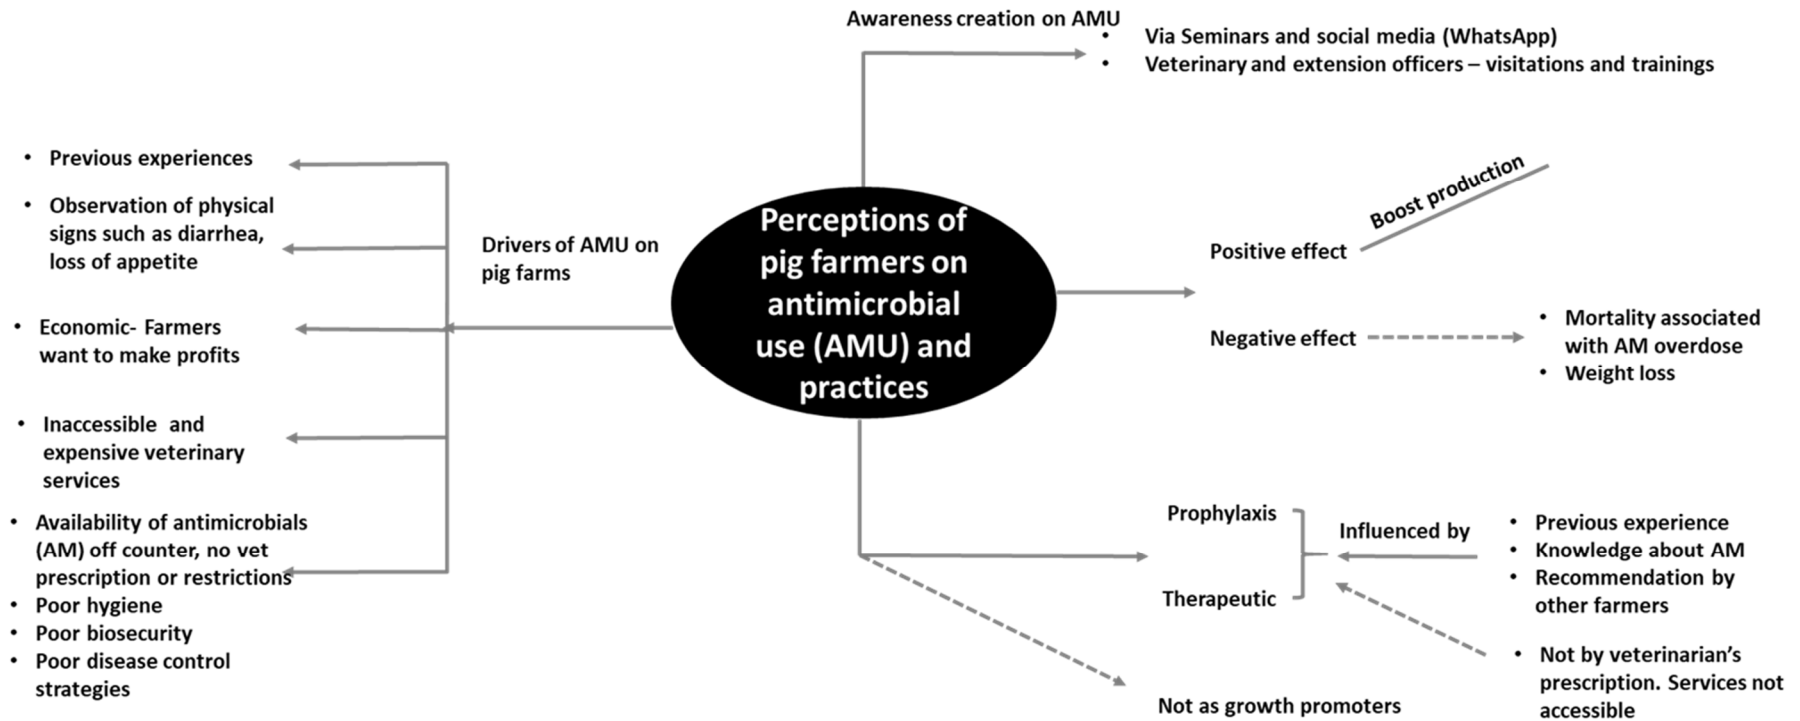 Awareness creation on AMU
• Via Seminars and social media (WhatsApp)
• Veterinary and extension officers – visitations and trainings
• Previous experiences
• Observation of physical
signs such as diarrhea,
loss of appetite
• Economic- Farmers
want to make profits
• Inaccessible and
expensive veterinary
services
• Availability of antimicrobials
(AM) off counter, no vet
prescription or restrictions
• Poor hygiene
• Poor biosecurity
• Poor disease control
strategies
Drivers of AMU on
pig farms
Perceptions of
pig farmers on
antimicrobial
use (AMU) and
practices
Boost production
Positive effect
Negative effect
• Mortality associated
with AM overdose
• Weight loss
Prophylaxis
Therapeutic
Influenced by
• Previous experience
• Knowledge about AM
• Recommendation by
other farmers
• Not by veterinarian’s
prescription. Services not
accessible
Not as growth promoters